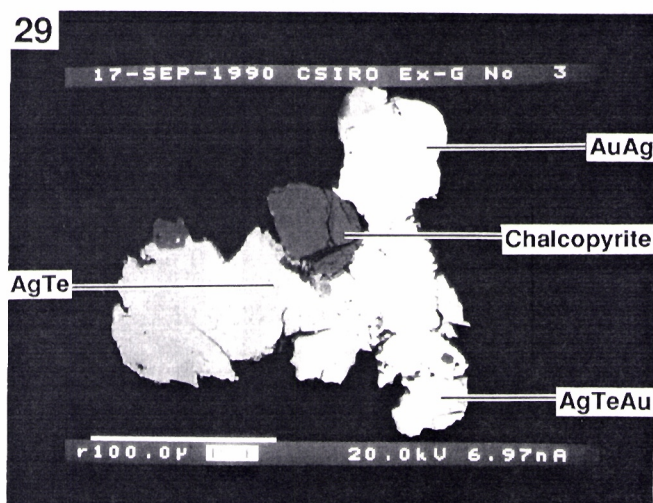 29
17-SEP-1990 CSIRO Ex-G No 3
AuAg
Chalcopyrite
AgTe
AgTeAu
r100.0μ 20.0kV 6.97nA